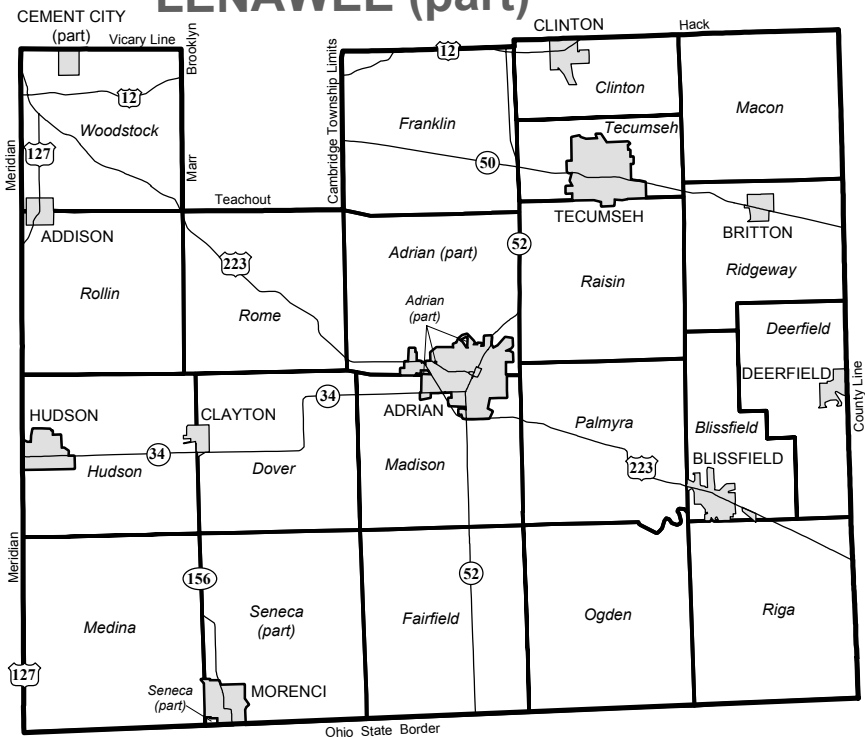 LENAWEE (part)
CEMENT CITY
(part)
Vicary Line
Brooklyn
Cambridge Township Limits
12
CLINTON
Hack
Clinton
Macon
12
Woodstock
Franklin
Tecumseh
127
50
Meridian
Marr
Teachout
TECUMSEH
BRITTON
ADDISON
52
Adrian (part)
Ridgeway
223
Raisin
Rollin
Rome
Adrian
(part)
Deerfield
DEERFIELD
County Line
34
HUDSON
CLAYTON
ADRIAN
Palmyra
Blissfield
34
Hudson
Dover
Madison
BLISSFIELD
223
Meridian
156
52
Seneca
(part)
Medina
Fairfield
Ogden
Riga
127
Seneca
(part)
MORENCI
Ohio State Border